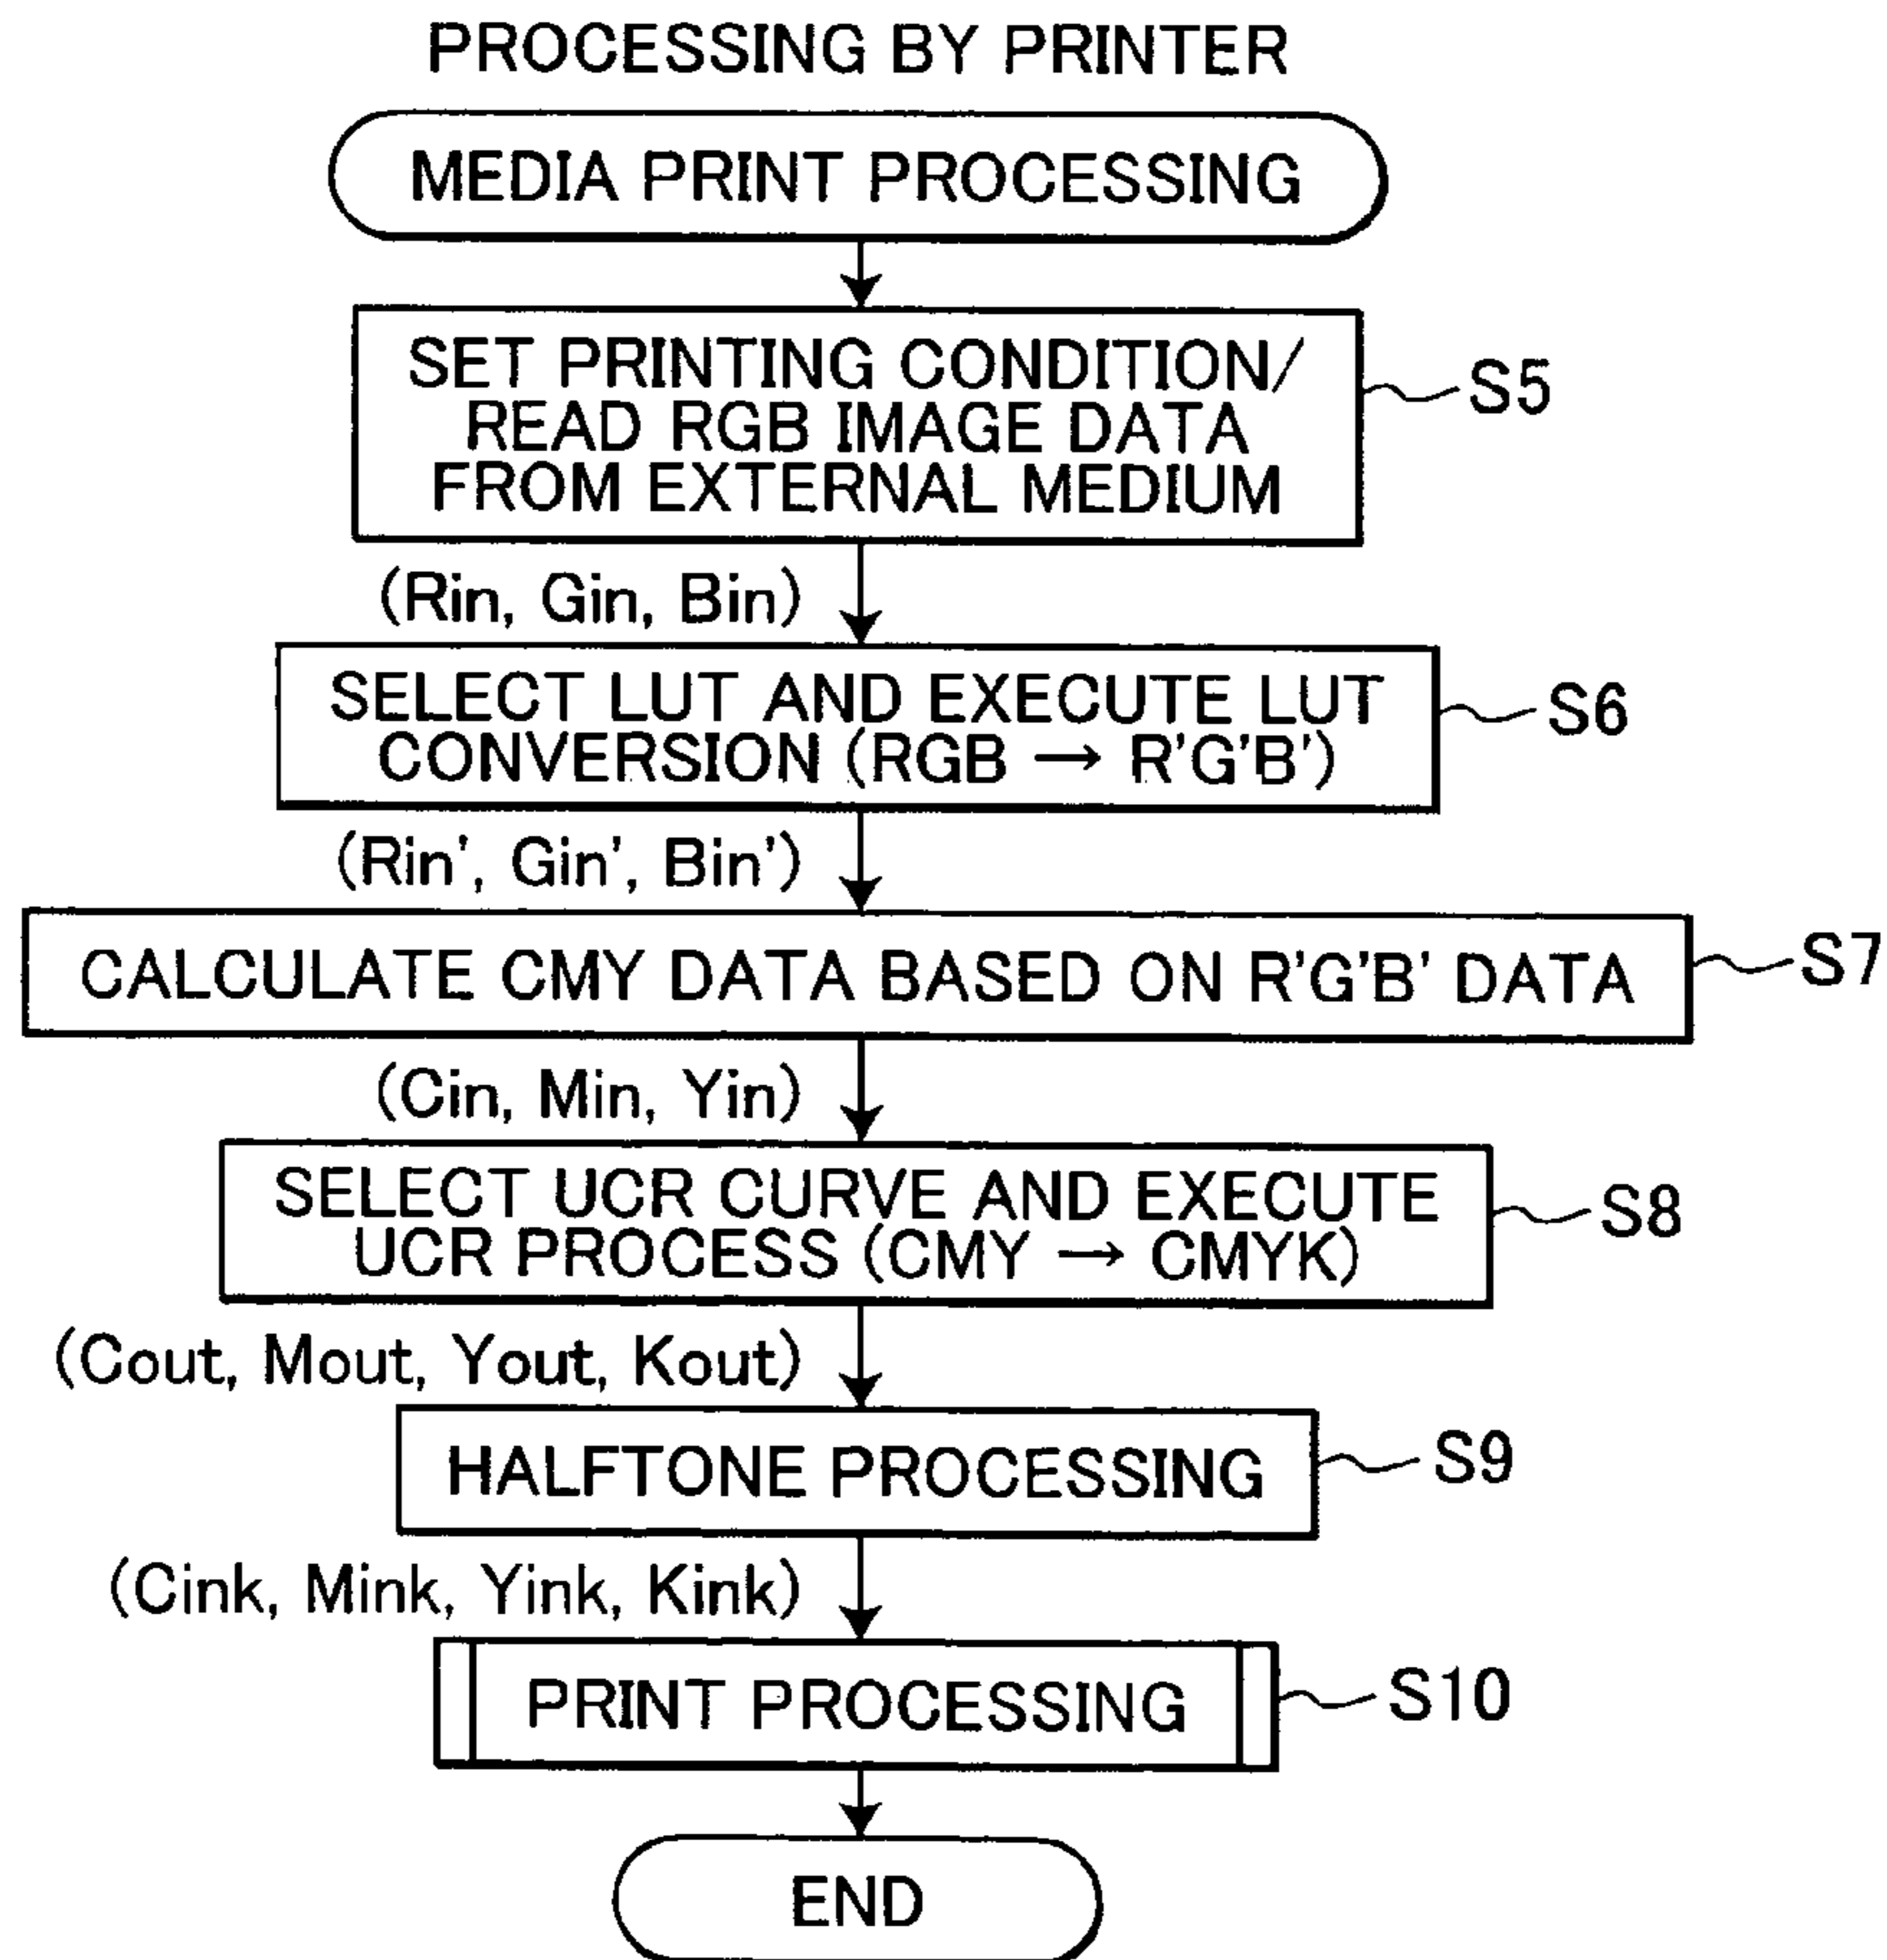 PROCESSING BY PRINTER
MEDIA PRINT PROCESSING
SET PRINTING CONDITION/
READ RGB IMAGE DATA
FROM EXTERNAL MEDIUM
S5
(Rin, Gin, Bin)
SELECT LUT AND EXECUTE LUT
CONVERSION (RGB → R'G'B')
S6
(Rin', Gin', Bin')
CALCULATE CMY DATA BASED ON R'G'B' DATA
S7
(Cin, Min, Yin)
SELECT UCR CURVE AND EXECUTE
UCR PROCESS (CMY → CMYK)
S8
(Cout, Mout, Yout, Kout)
HALFTONE PROCESSING
S9
(Cink, Mink, Yink, Kink)
PRINT PROCESSING
S10
END